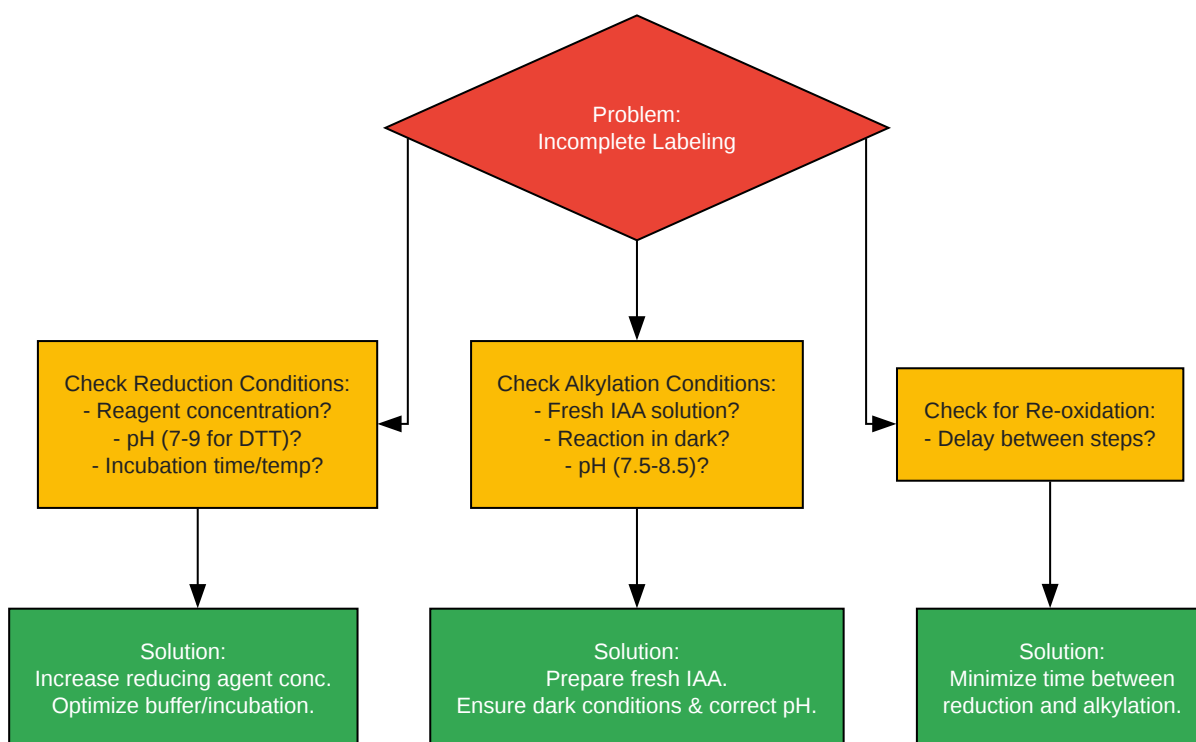 Problem:
Incomplete Labeling
Check Reduction Conditions:
- Reagent concentration?
- pH (7-9 for DTT)?
- Incubation time/temp?
Check Alkylation Conditions:
- Fresh IAA solution?
- Reaction in dark?
- pH (7.5-8.5)?
Check for Re-oxidation:
- Delay between steps?
Solution:
Increase reducing agent conc.
Optimize buffer/incubation.
Solution:
Prepare fresh IAA.
Ensure dark conditions & correct pH.
Solution:
Minimize time between
reduction and alkylation.